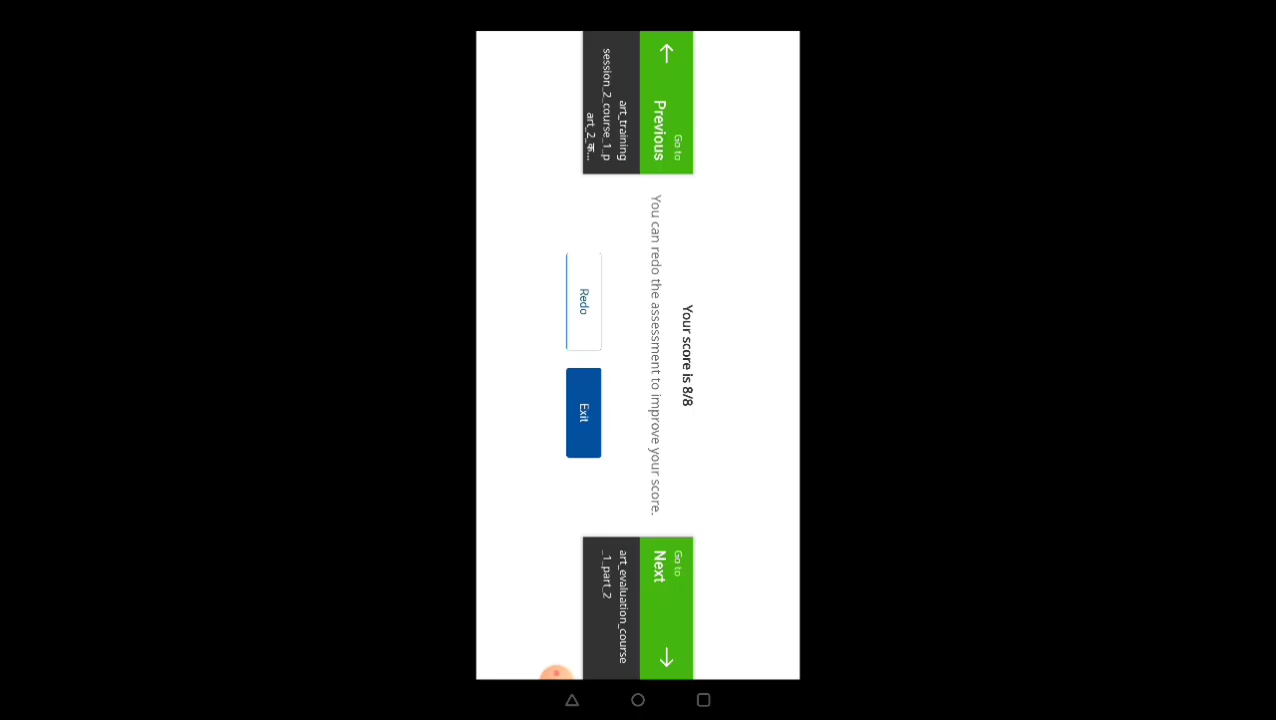 Your score is 8/8
You can redo the assessment to improve your score.
Redo
Exit
Go to
Previous
art_training
session_2_course_1_p
art_2_क...
Go to
Next
art_evaluation_course
_1_part_2